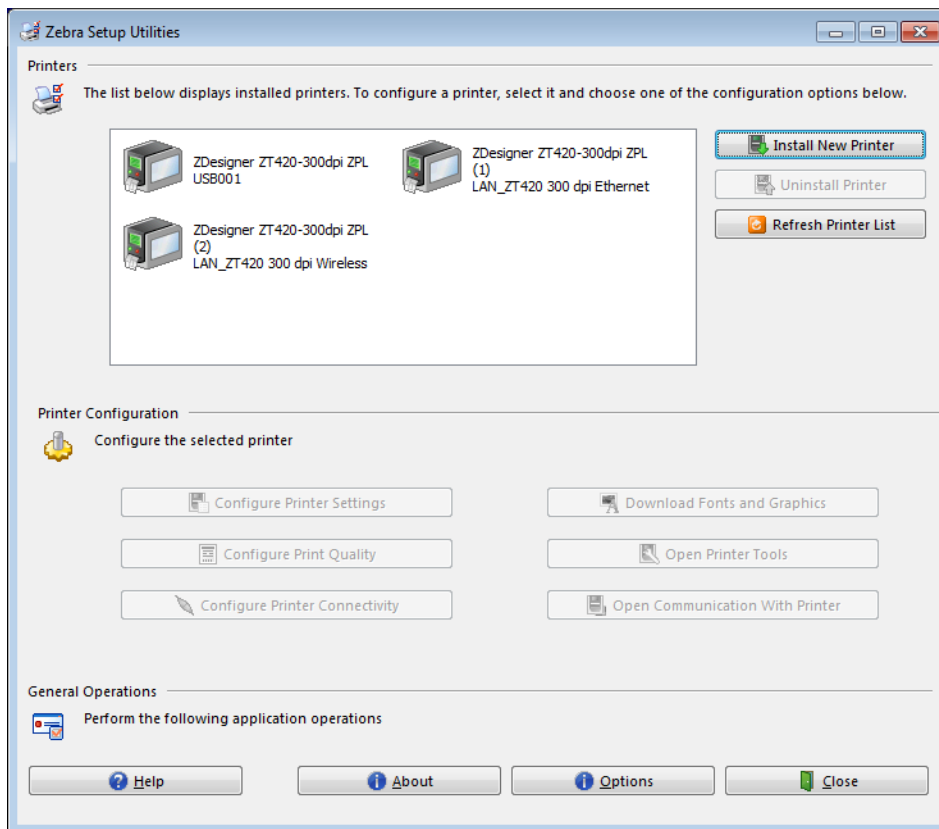 Zebra Setup Utilities
Printers
The list below displays installed printers. To configure a printer, select it and choose one of the configuration options below.
ZDesigner ZT420-300dpi ZPL
USB001
ZDesigner ZT420-300dpi ZPL
(1)
LAN_ZT420 300 dpi Ethernet
ZDesigner ZT420-300dpi ZPL
(2)
LAN_ZT420 300 dpi Wireless
Install New Printer
Uninstall Printer
Refresh Printer List
Printer Configuration
Configure the selected printer
Configure Printer Settings
Download Fonts and Graphics
Configure Print Quality
Open Printer Tools
Configure Printer Connectivity
Open Communication With Printer
General Operations
Perform the following application operations
Help
About
Options
Close